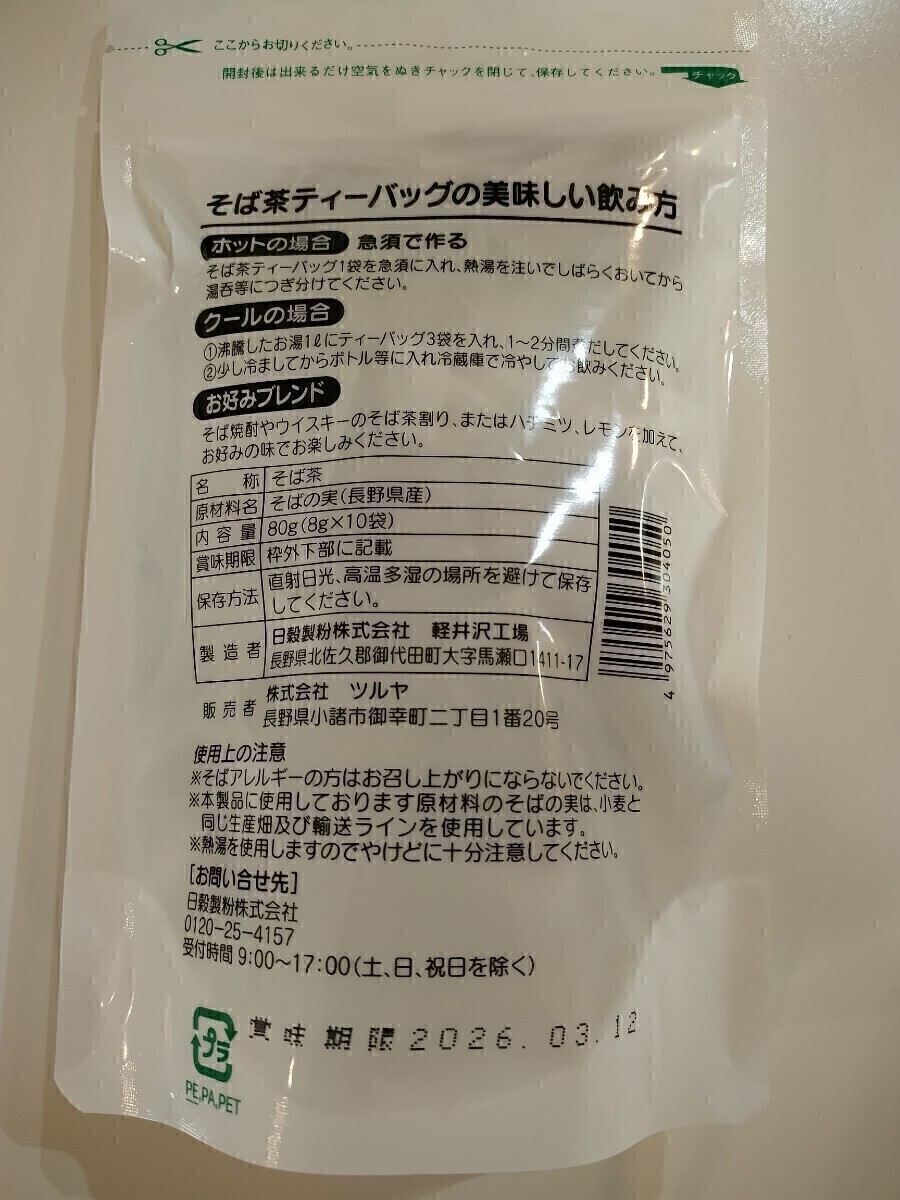 ここからお切りください。
開封後は出来るだけ空気をぬきチャックを閉じて、保存してください。
チャック
そば茶ティーバッグの美味しい飲み方
ホットの場合 急須で作る
そば茶ティーバッグ1袋を急須に入れ、熱湯を注いでしばらくおいてから
湯呑等につぎ分けてください。
クールの場合
①沸騰したお湯1ℓにティーバッグ3袋を入れ、1〜2分間煮だしてください。
②少し冷ましてからボトル等に入れ冷蔵庫で冷やしてお飲みください。
お好みブレンド
そば焼酎やウイスキーのそば茶割り、またはハチミツ、レモンを加えて、
お好みの味でお楽しみください。
名称 そば茶
原材料名 そばの実(長野県産)
内容量 80g(8g×10袋)
賞味期限 枠外下部に記載
保存方法 直射日光、高温多湿の場所を避けて保存
してください。
製造者 日穀製粉株式会社 軽井沢工場
長野県北佐久郡御代田町大字馬瀬口1411-17
4 975629 304050
販売者 株式会社 ツルヤ
長野県小諸市御幸町二丁目1番20号
使用上の注意
※そばアレルギーの方はお召し上がりにならないでください。
※本製品に使用しております原材料のそばの実は、小麦と
同じ生産畑及び輸送ラインを使用しています。
※熱湯を使用しますのでやけどに十分注意してください。
[お問い合せ先]
日穀製粉株式会社
0120-25-4157
受付時間 9:00〜17:00(土、日、祝日を除く)
プラ
賞味期限2026.03.12
PE,PA,PET